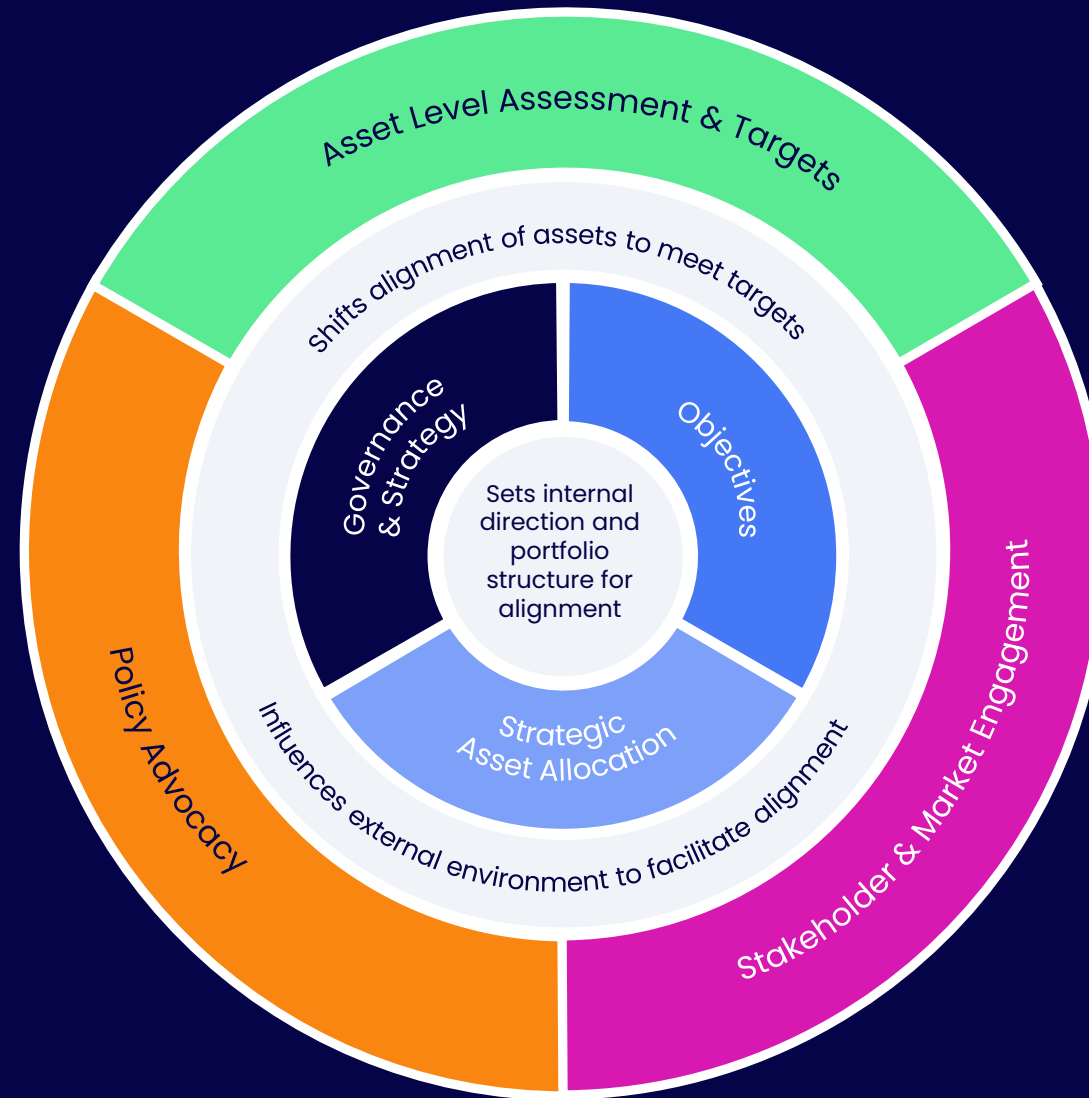 Asset Level Assessment & Targets
Shifts alignment of assets to meet targets
Governance
& Strategy
Objectives
Sets internal
direction and
portfolio
structure for
alignment
Strategic
Asset Allocation
Influences external environment to facilitate alignment
Policy Advocacy
Stakeholder & Market Engagement